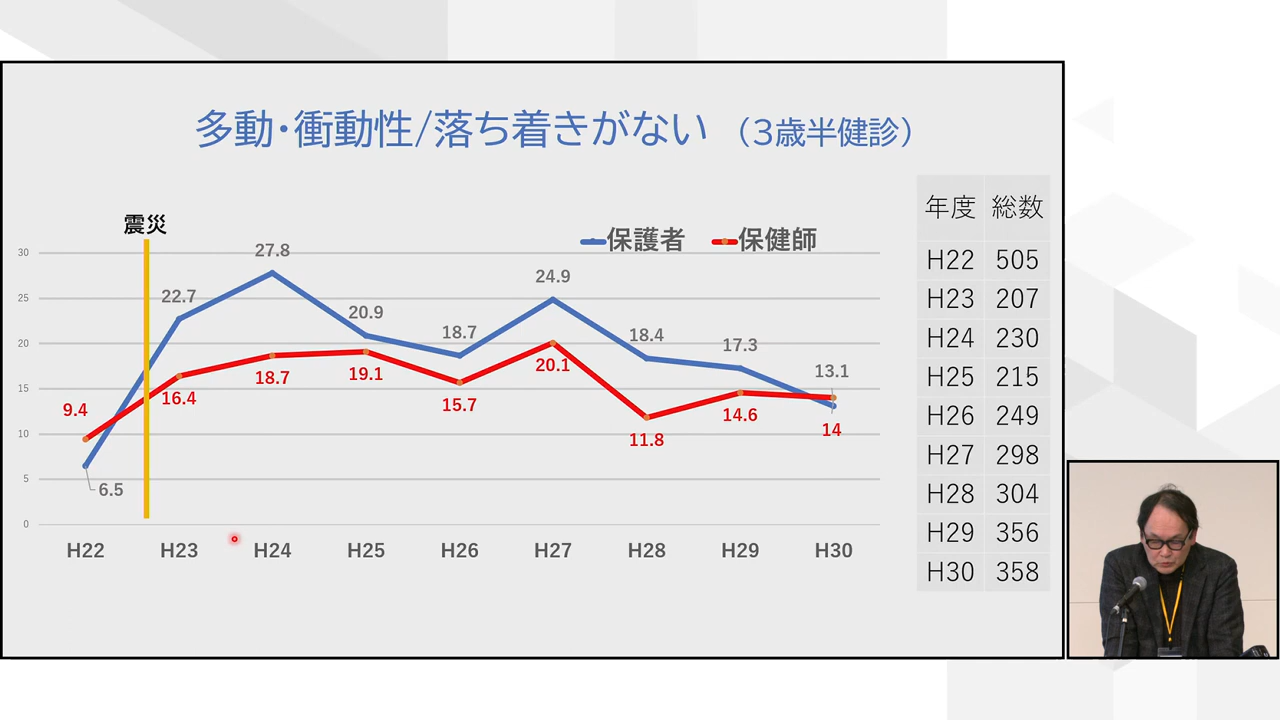 多動・衝動性/落ち着きがない（３歳半健診）
震災
保護者 保健師
30
25
20
15
10
5
0
6.5
22.7
27.8
20.9
18.7
24.9
18.4
17.3
13.1
9.4
16.4
18.7
19.1
15.7
20.1
11.8
14.6
14
H22 H23 H24 H25 H26 H27 H28 H29 H30
年度 総数
H22 505
H23 207
H24 230
H25 215
H26 249
H27 298
H28 304
H29 356
H30 358